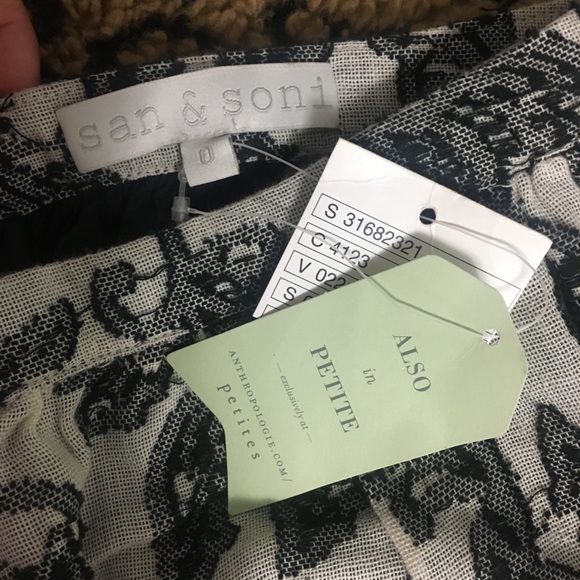 san & soni
0
S 31682321
C 4123
V 022
S
ALSO
in
PETITE
— exclusively at —
ANTHROPOLOGIE.COM/
petites